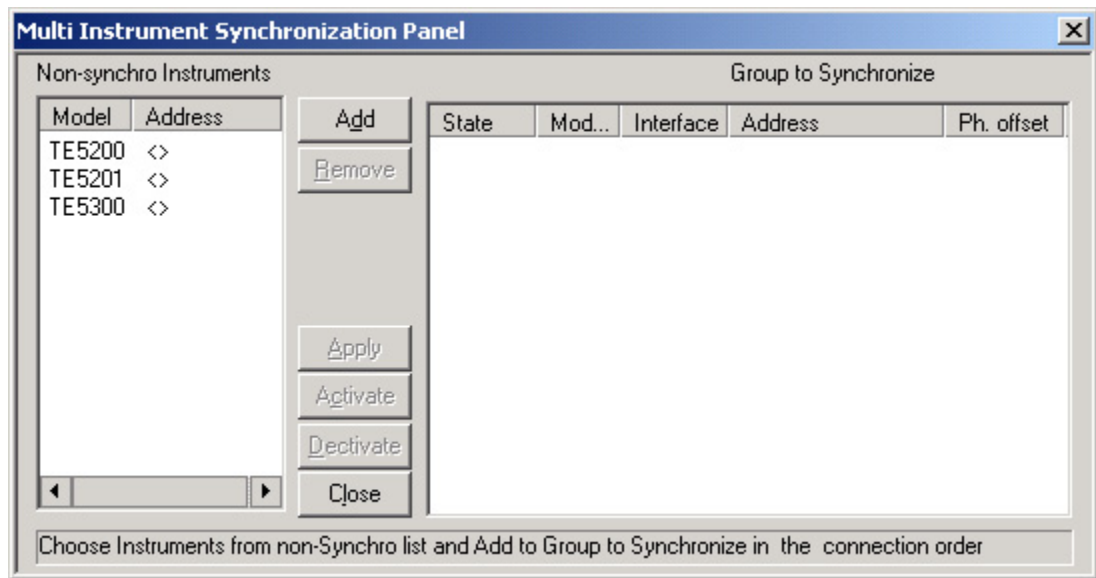 Multi Instrument Synchronization Panel
Non-synchro Instruments
Group to Synchronize
Model Address
TE5200 <>
TE5201 <>
TE5300 <>
Add
Remove
Apply
Activate
Dectivate
Close
State Mod... Interface Address Ph. offset
Choose Instruments from non-Synchro list and Add to Group to Synchronize in the connection order